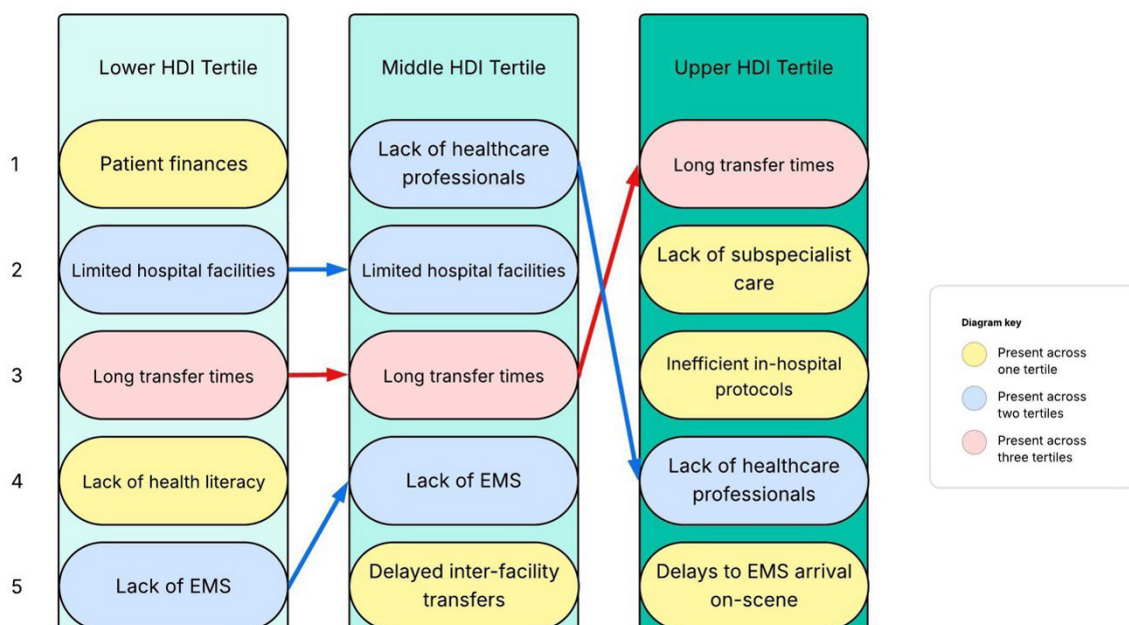 Lower HDI Tertile
Middle HDI Tertile
Upper HDI Tertile
1
Patient finances
Lack of healthcare
professionals
Long transfer times
2
Limited hospital facilities
Limited hospital facilities
Lack of subspecialist
care
3
Long transfer times
Long transfer times
Inefficient in-hospital
protocols
4
Lack of health literacy
Lack of EMS
Lack of healthcare
professionals
5
Lack of EMS
Delayed inter-facility
transfers
Delays to EMS arrival
on-scene
Diagram key
Present across
one tertile
Present across
two tertiles
Present across
three tertiles